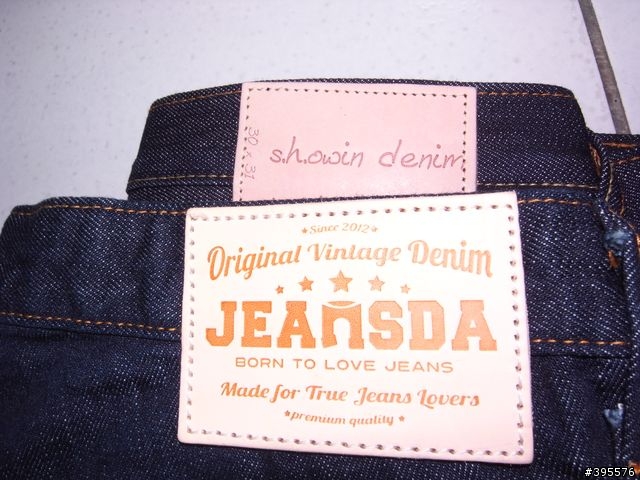 s.h.owin denim
30 x 31
★ Since 2012 ★
Original Vintage Denim
JEANSDA
BORN TO LOVE JEANS
Made for True Jeans Lovers
★premium quality★
#395576